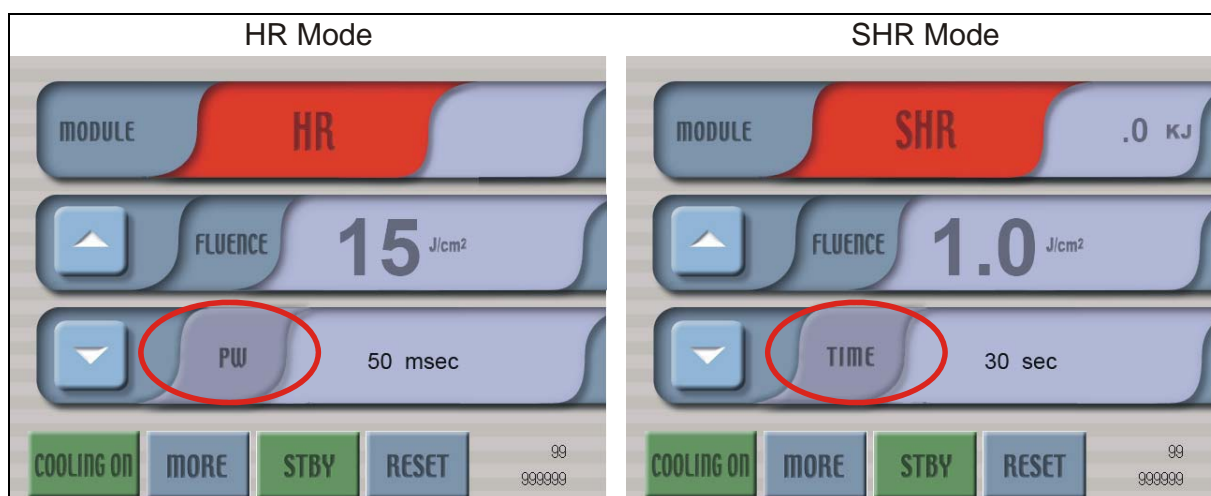 HR Mode
MODULE HR
FLUENCE 15 J/cm²
PW 50 msec
COOLING ON MORE STBY RESET 99
999999
SHR Mode
MODULE SHR .0 KJ
FLUENCE 1.0 J/cm²
TIME 30 sec
COOLING ON MORE STBY RESET 99
999999